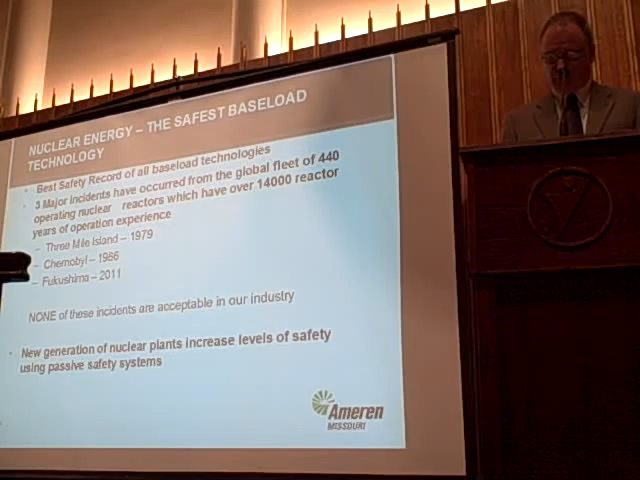 NUCLEAR ENERGY – THE SAFEST BASELOAD
TECHNOLOGY
• Best Safety Record of all baseload technologies
• 3 Major Incidents have occurred from the global fleet of 440
operating nuclear reactors which have over 14000 reactor
years of operation experience
– Three Mile Island – 1979
– Chernobyl – 1986
– Fukushima – 2011
NONE of these incidents are acceptable in our industry
• New generation of nuclear plants increase levels of safety
using passive safety systems
Ameren
MISSOURI